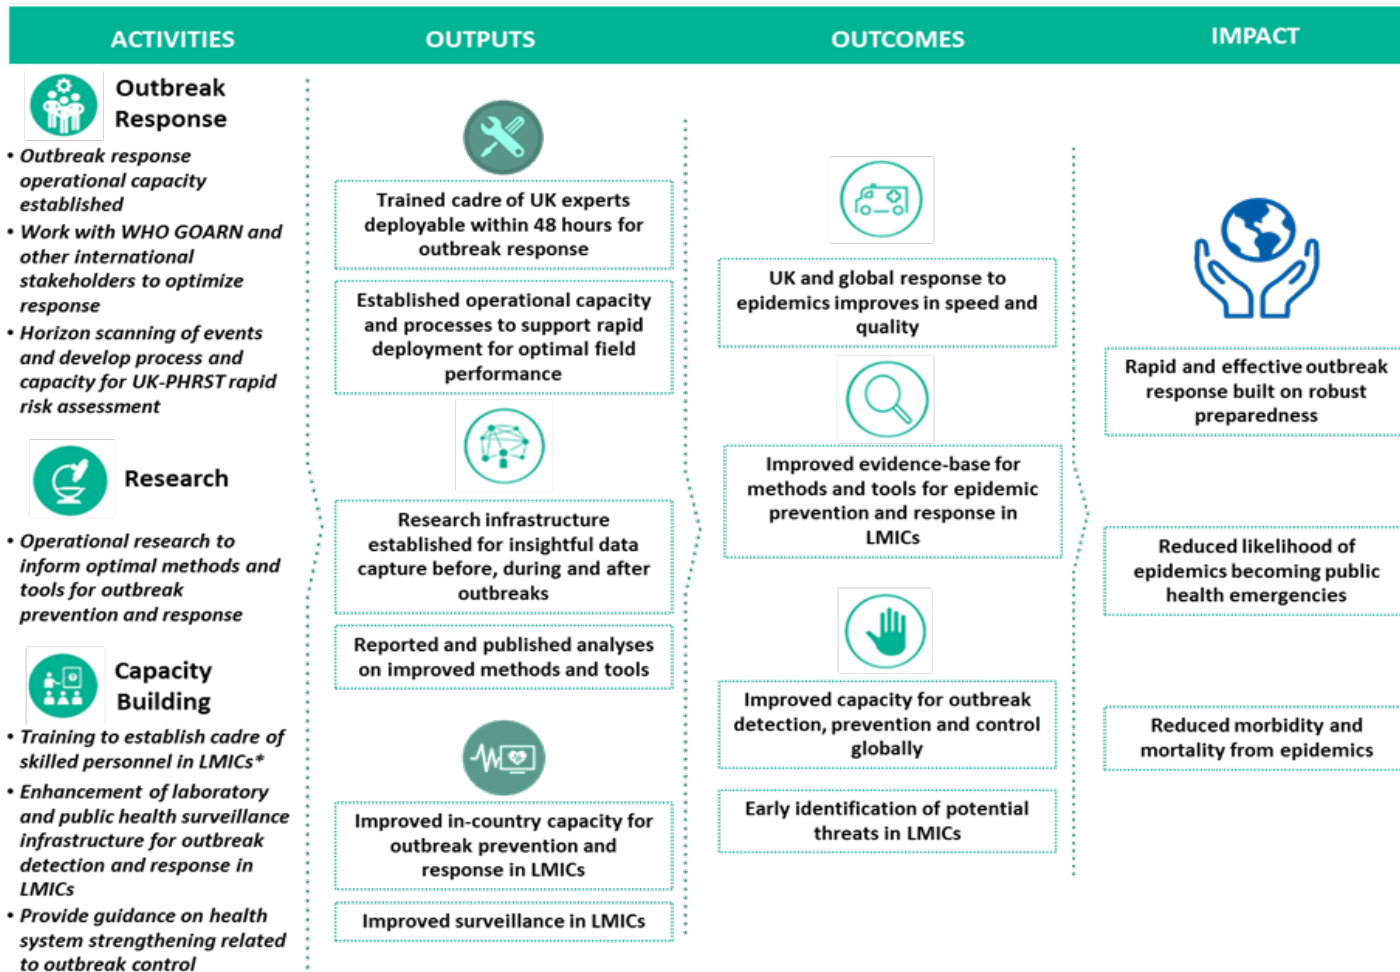 ACTIVITIES
OUTPUTS
OUTCOMES
IMPACT
Outbreak
Response
• Outbreak response
operational capacity
established
• Work with WHO GOARN and
other international
stakeholders to optimize
response
• Horizon scanning of events
and develop process and
capacity for UK-PHRST rapid
risk assessment
Research
• Operational research to
inform optimal methods and
tools for outbreak
prevention and response
Capacity
Building
• Training to establish cadre of
skilled personnel in LMICs*
• Enhancement of laboratory
and public health surveillance
infrastructure for outbreak
detection and response in
LMICs
• Provide guidance on health
system strengthening related
to outbreak control
Trained cadre of UK experts
deployable within 48 hours for
outbreak response
Established operational capacity
and processes to support rapid
deployment for optimal field
performance
Research infrastructure
established for insightful data
capture before, during and after
outbreaks
Reported and published analyses
on improved methods and tools
Improved in-country capacity for
outbreak prevention and
response in LMICs
Improved surveillance in LMICs
UK and global response to
epidemics improves in speed and
quality
Improved evidence-base for
methods and tools for epidemic
prevention and response in
LMICs
Improved capacity for outbreak
detection, prevention and control
globally
Early identification of potential
threats in LMICs
Rapid and effective outbreak
response built on robust
preparedness
Reduced likelihood of
epidemics becoming public
health emergencies
Reduced morbidity and
mortality from epidemics